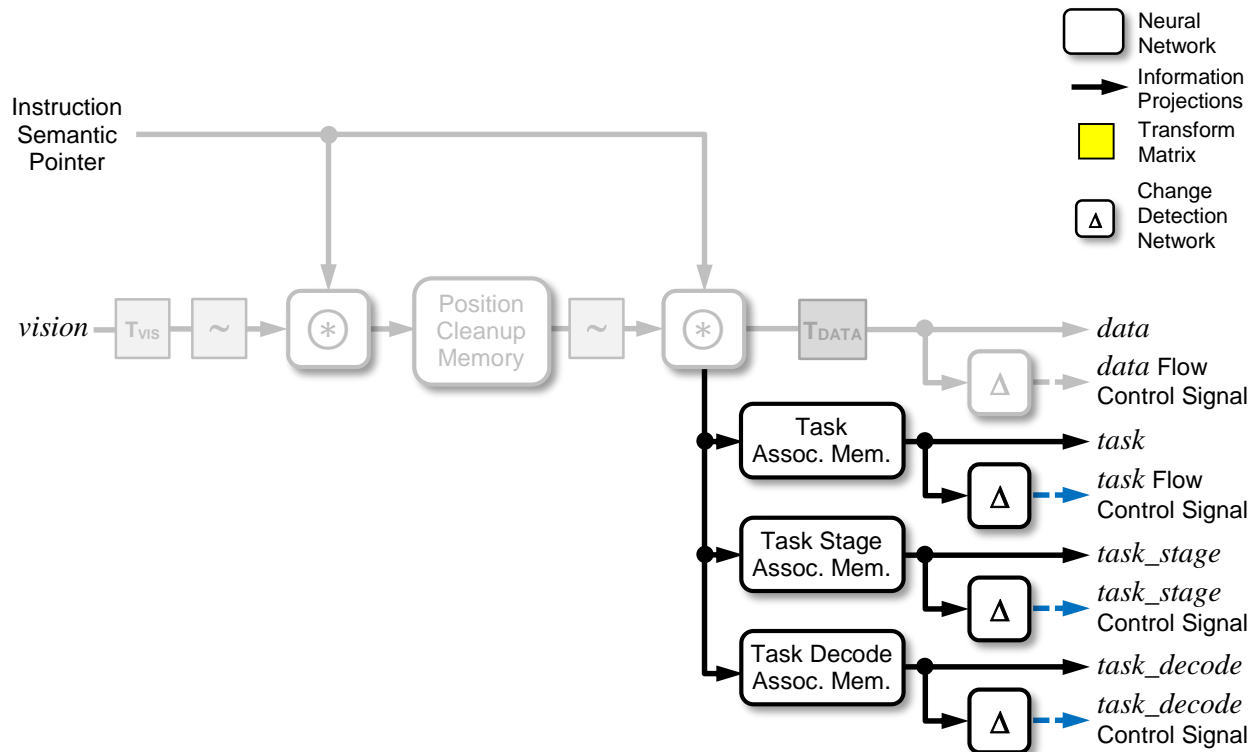 Neural
Network
Information
Projections
Transform
Matrix
Δ
Change
Detection
Network
Instruction
Semantic
Pointer
vision
TVIS
~
⊛
Position
Cleanup
Memory
~
⊛
TDATA
data
Δ
data Flow
Control Signal
Task
Assoc. Mem.
task
Δ
task Flow
Control Signal
Task Stage
Assoc. Mem.
task_stage
Δ
task_stage
Control Signal
Task Decode
Assoc. Mem.
task_decode
Δ
task_decode
Control Signal